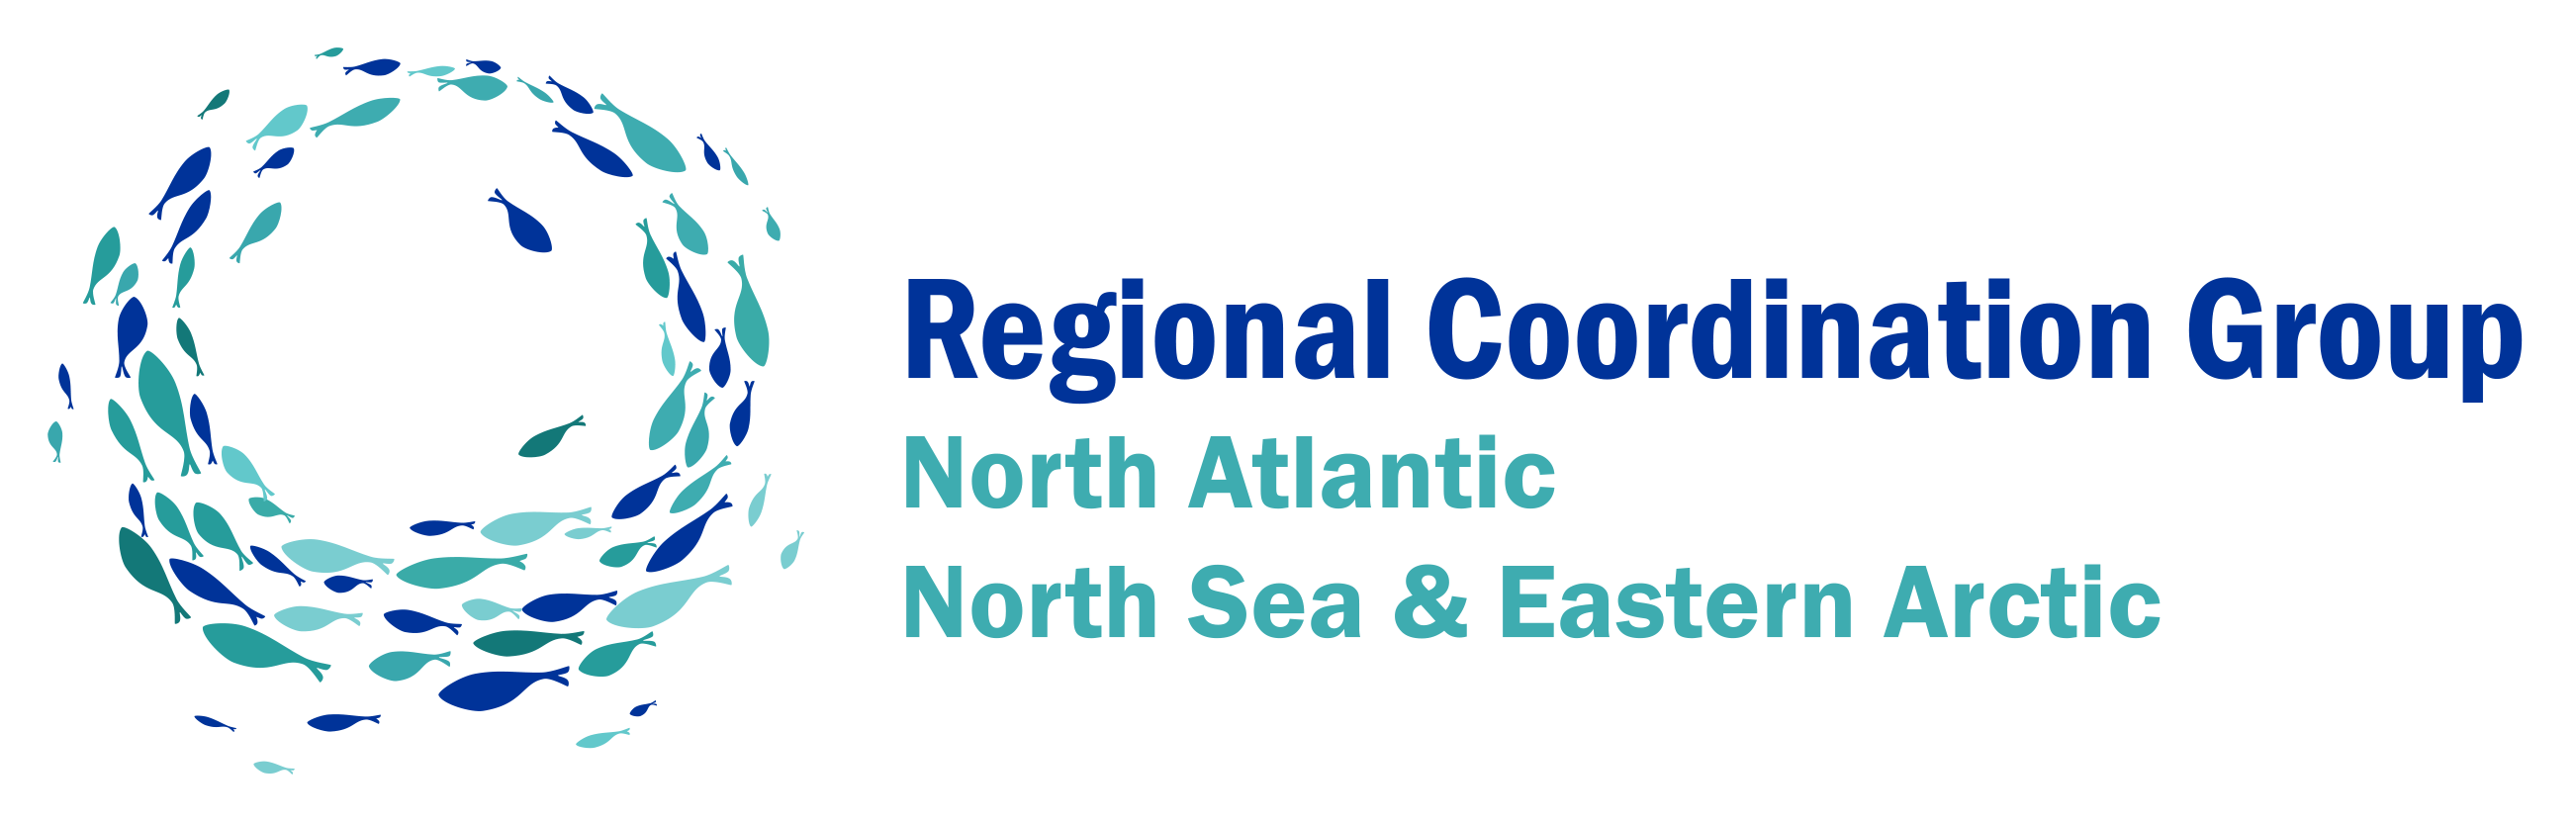 Regional Coordination Group
North Atlantic
North Sea & Eastern Arctic